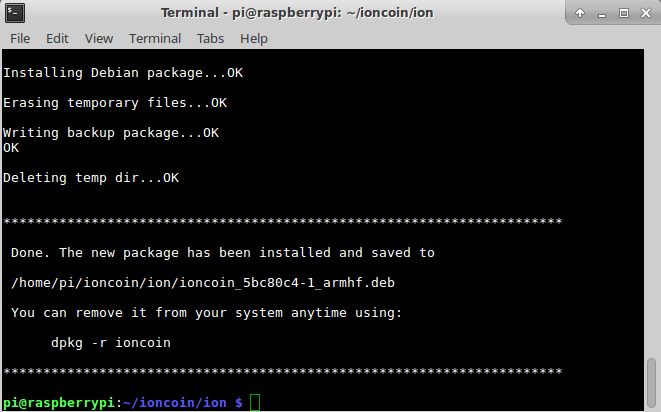 Terminal - pi@raspberrypi: ~/ioncoin/ion
File Edit View Terminal Tabs Help
Installing Debian package...OK
Erasing temporary files...OK
Writing backup package...OK
OK
Deleting temp dir...OK
**********************************************************************
Done. The new package has been installed and saved to
/home/pi/ioncoin/ion/ioncoin_5bc80c4-1_armhf.deb
You can remove it from your system anytime using:
dpkg -r ioncoin
**********************************************************************
pi@raspberrypi:~/ioncoin/ion $